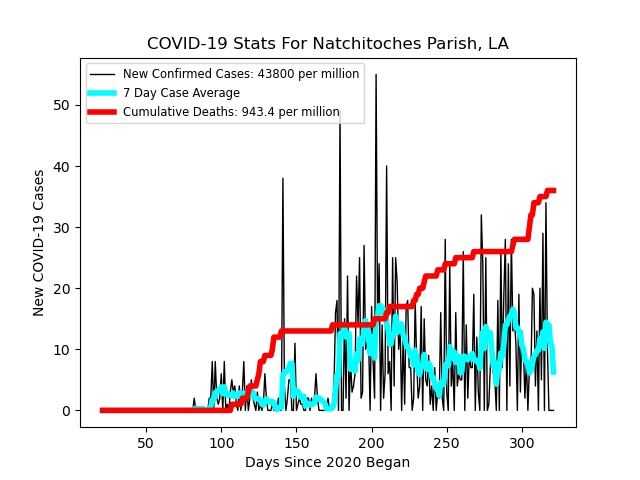 COVID-19 Stats For Natchitoches Parish, LA
New Confirmed Cases: 43800 per million
7 Day Case Average
Cumulative Deaths: 943.4 per million
New COVID-19 Cases
50
40
30
20
10
0
50 100 150 200 250 300
Days Since 2020 Began